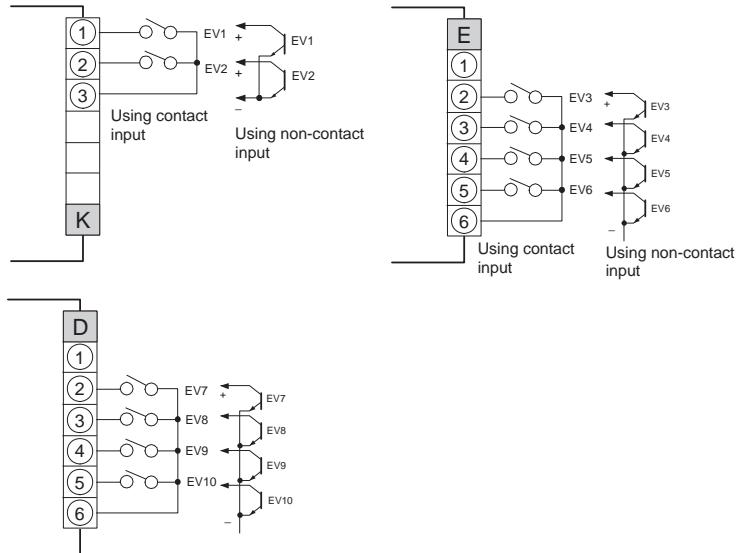 1
EV1
+
EV1
2
EV2
+
EV2
3
–
Using contact
input
Using non-contact
input
K
E
1
2
EV3
+
EV3
3
EV4
EV4
4
EV5
EV5
5
EV6
EV6
6
–
Using contact
input
Using non-contact
input
D
1
2
EV7
+
EV7
3
EV8
EV8
4
EV9
EV9
5
EV10
EV10
6
–